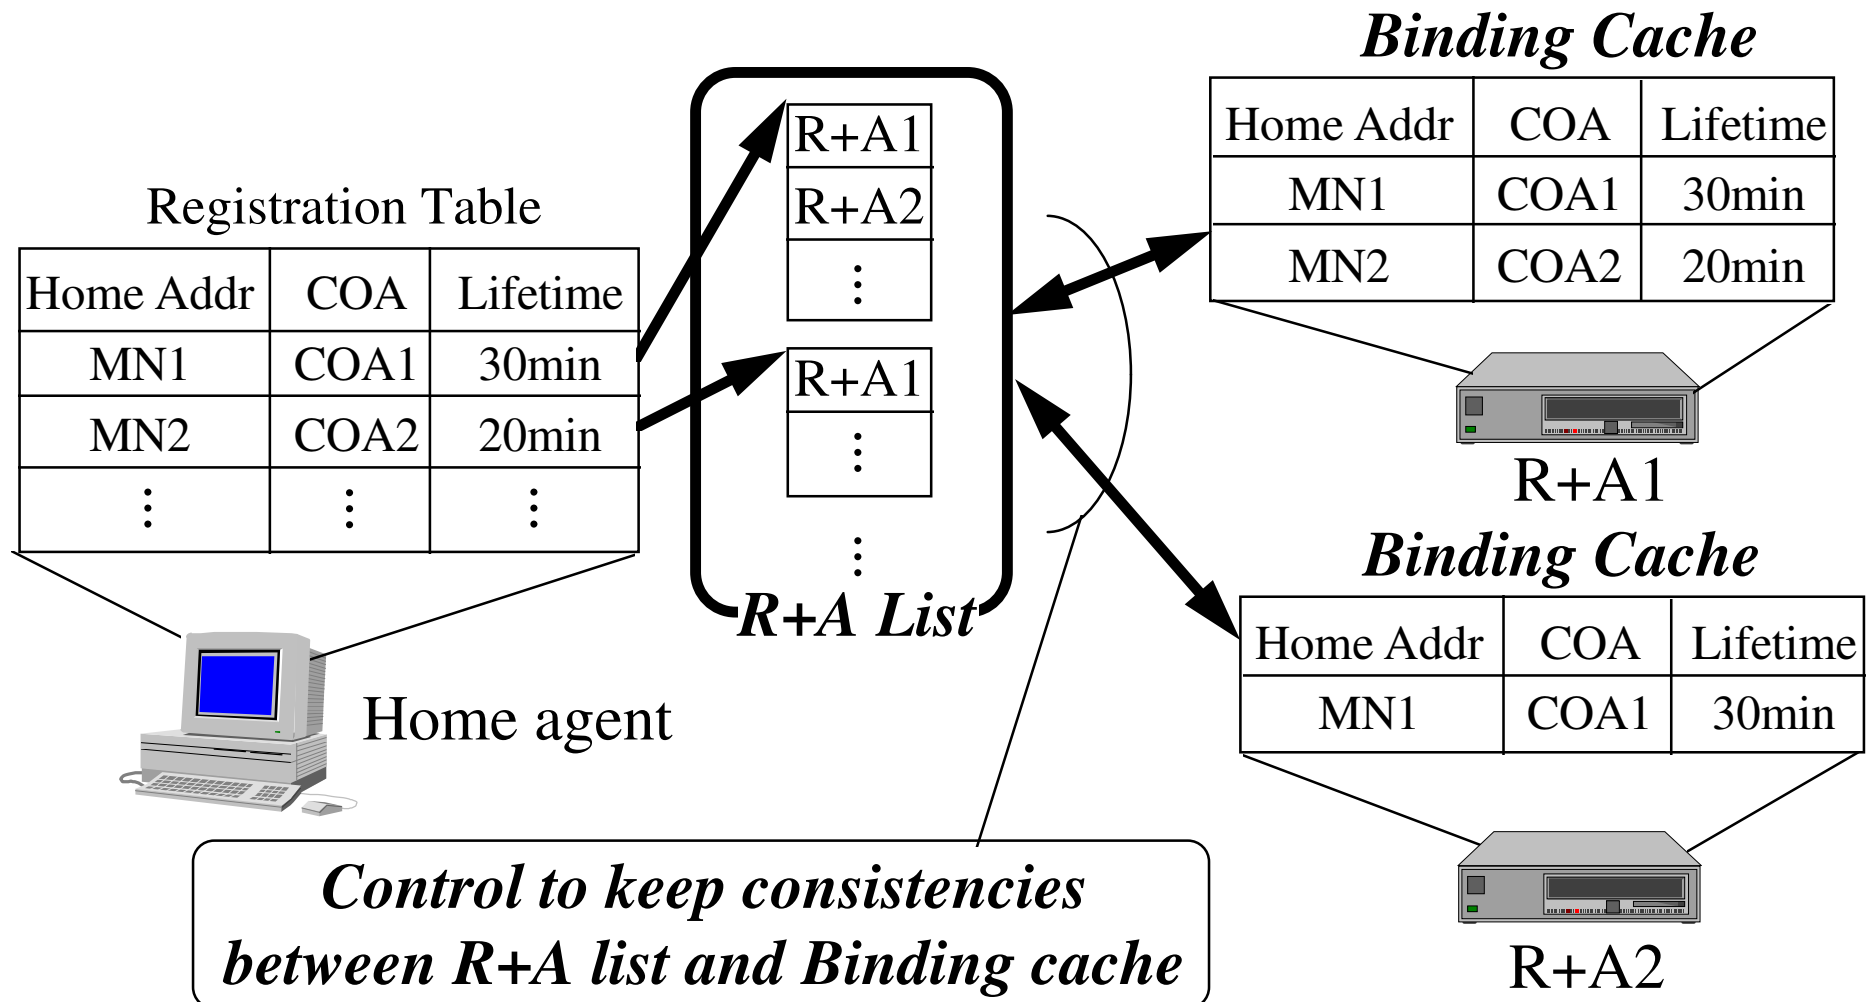 Registration Table
Home Addr COA Lifetime
MN1 COA1 30min
MN2 COA2 20min
⋮ ⋮ ⋮
Home agent
R+A1
R+A2
⋮
R+A1
⋮
⋮
R+A List
Binding Cache
Home Addr COA Lifetime
MN1 COA1 30min
MN2 COA2 20min
R+A1
Binding Cache
Home Addr COA Lifetime
MN1 COA1 30min
R+A2
Control to keep consistencies
between R+A list and Binding cache